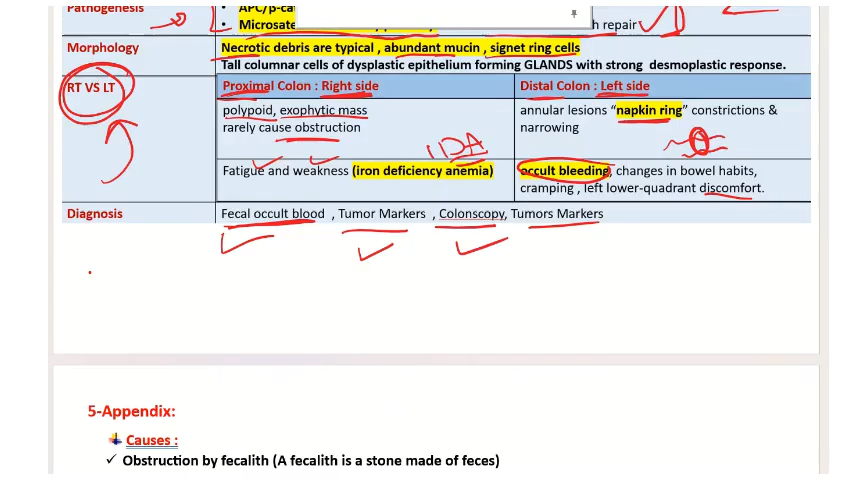 Pathogenesis
• APC/β-ca
• Microsate
h repair
Morphology
Necrotic debris are typical , abundant mucin , signet ring cells
Tall columnar cells of dysplastic epithelium forming GLANDS with strong desmoplastic response.
RT VS LT
Proximal Colon : Right side
Distal Colon : Left side
polypoid, exophytic mass
rarely cause obstruction
annular lesions “napkin ring” constrictions &
narrowing
IDA
Fatigue and weakness (iron deficiency anemia)
occult bleeding, changes in bowel habits,
cramping , left lower-quadrant discomfort.
Diagnosis
Fecal occult blood , Tumor Markers , Colonscopy, Tumors Markers
5-Appendix:
Causes :
✓ Obstruction by fecalith (A fecalith is a stone made of feces)